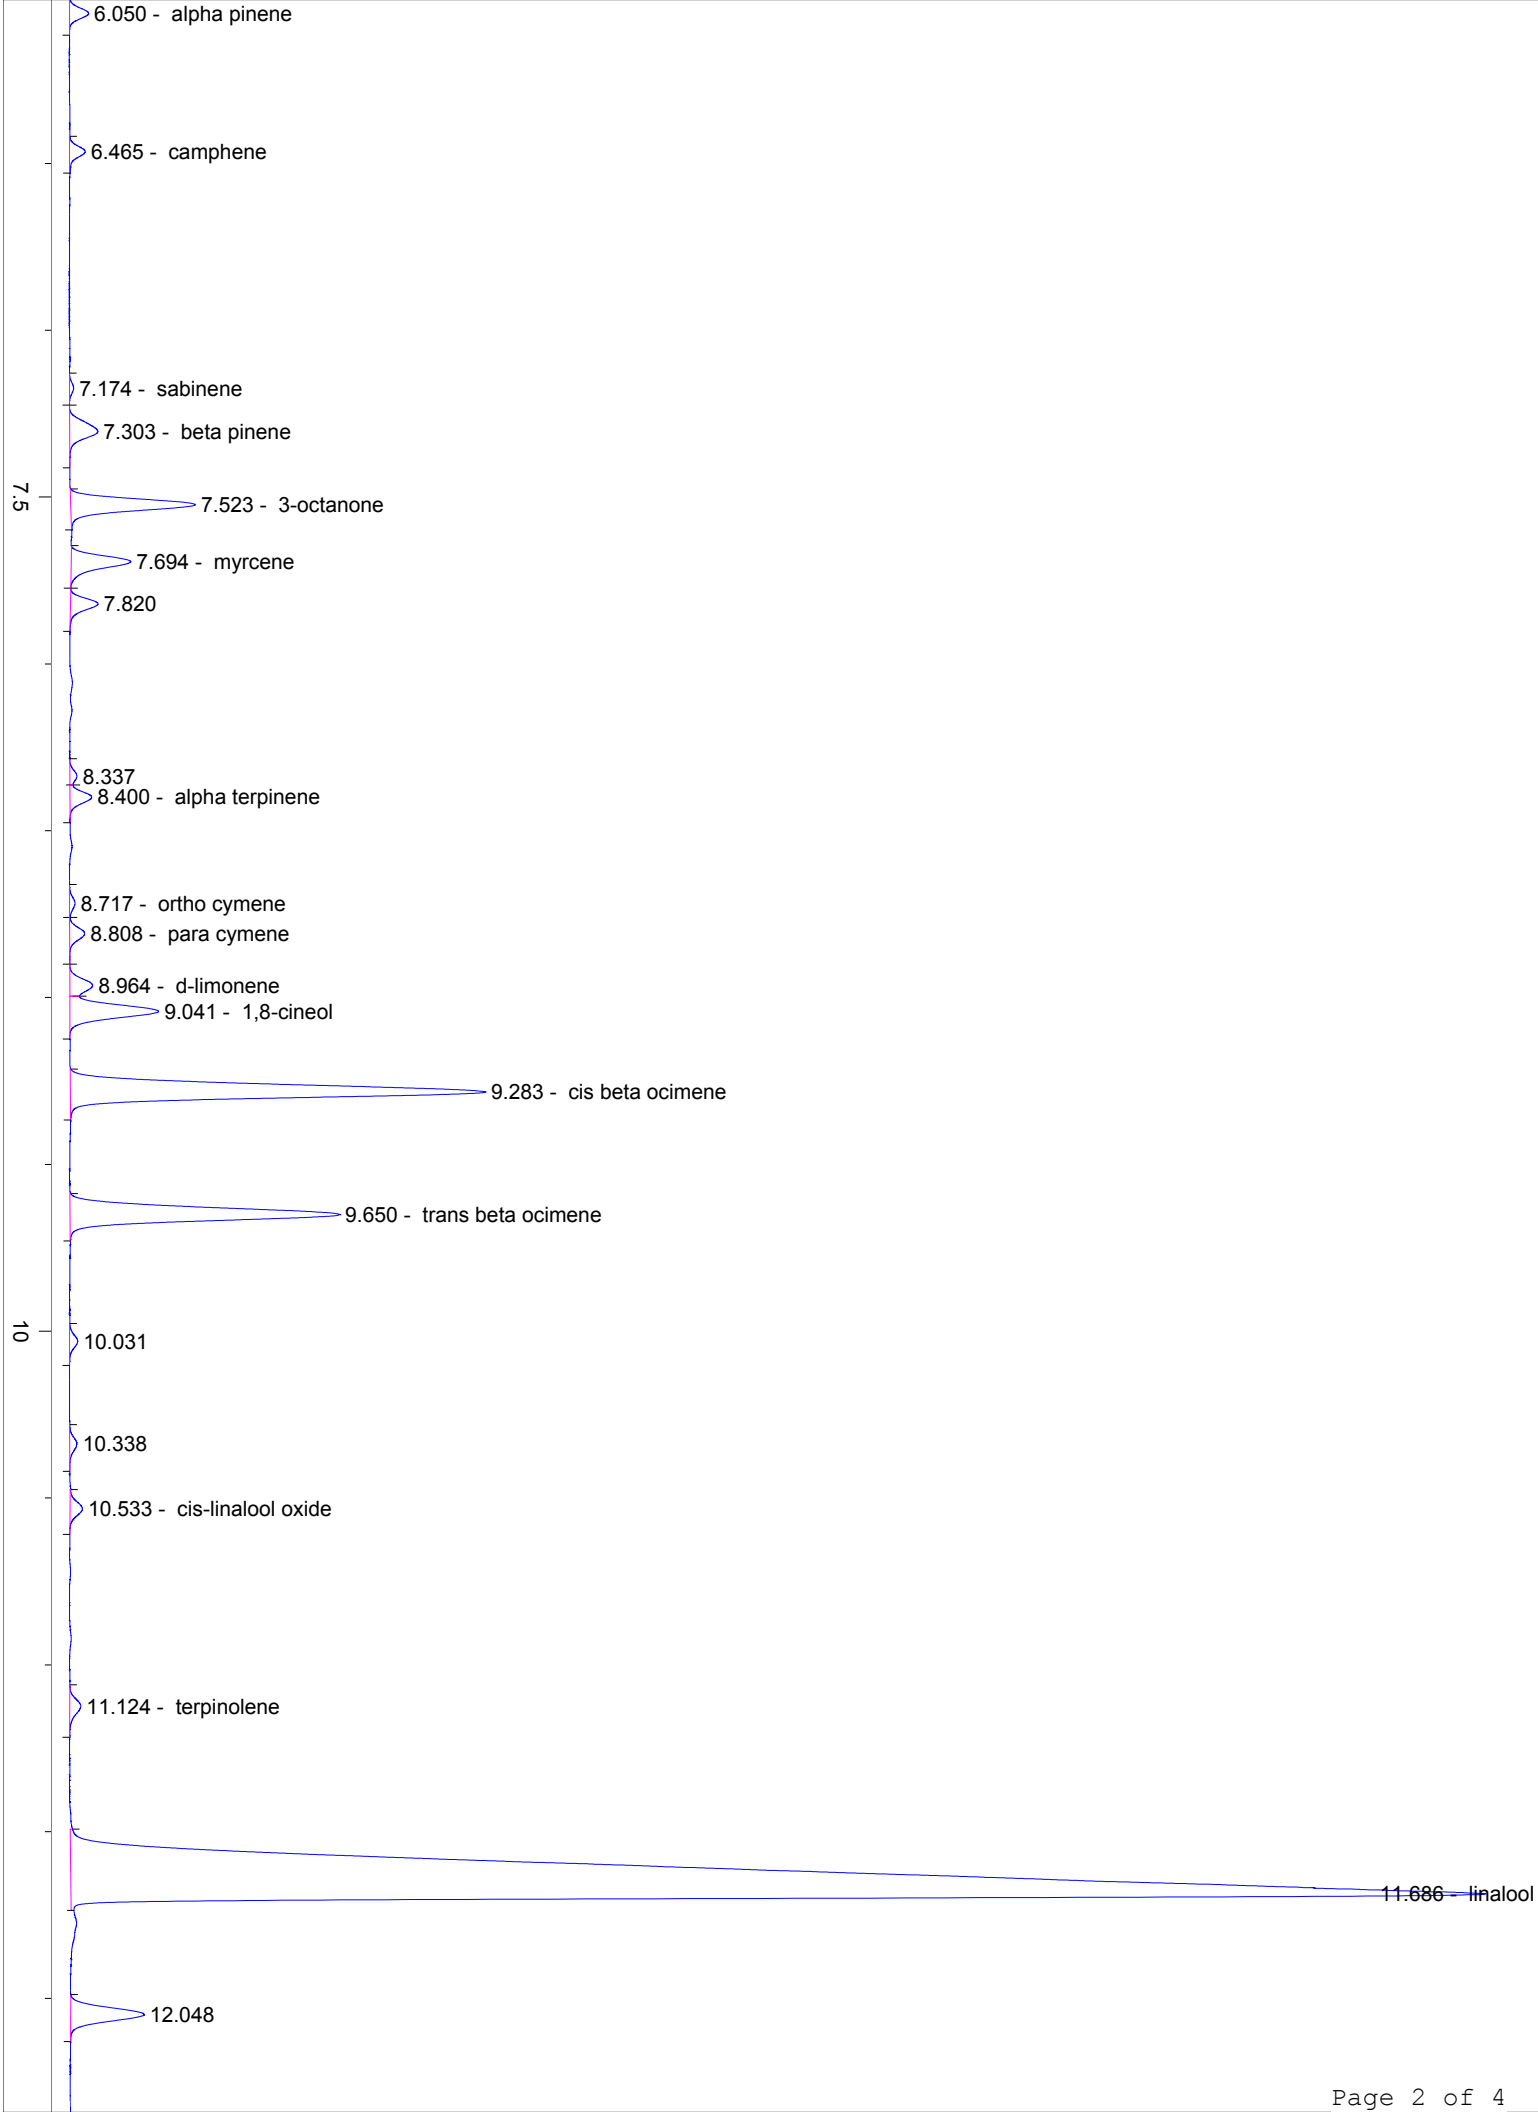 6.050 - alpha pinene
6.465 - camphene
7.174 - sabinene
7.303 - beta pinene
7.5
7.523 - 3-octanone
7.694 - myrcene
7.820
8.337
8.400 - alpha terpinene
8.717 - ortho cymene
8.808 - para cymene
8.964 - d-limonene
9.041 - 1,8-cineol
9.283 - cis beta ocimene
9.650 - trans beta ocimene
10
10.031
10.338
10.533 - cis-linalool oxide
11.124 - terpinolene
11.686 - linalool
12.048
Page 2 of 4